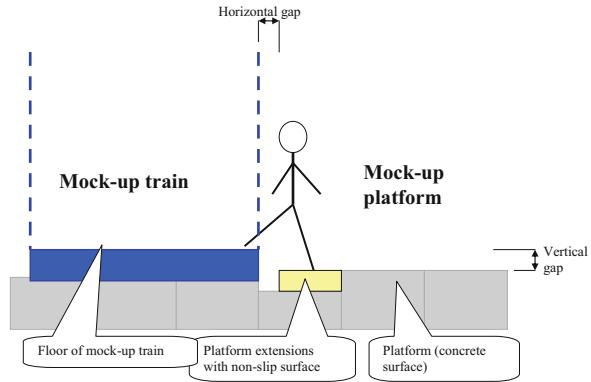 Horizontal gap
Mock-up train
Mock-up
platform
Vertical
gap
Floor of mock-up train
Platform extensions
with non-slip surface
Platform (concrete
surface)